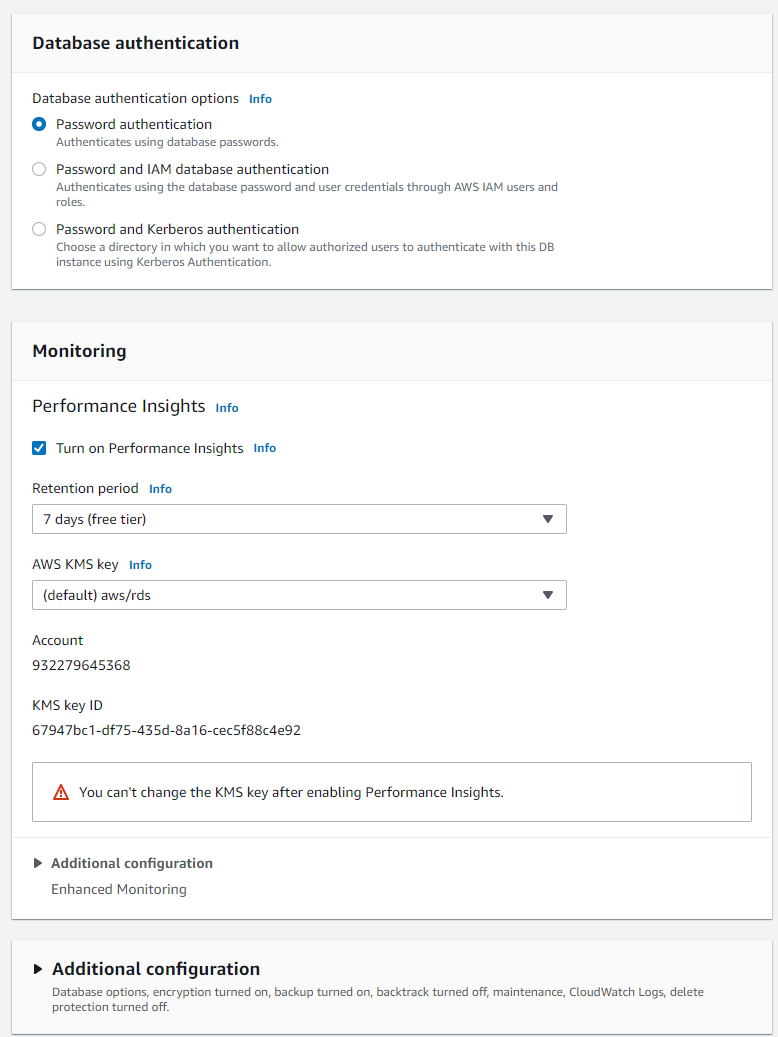 Database authentication
Database authentication options Info
Password authentication
Authenticates using database passwords.
Password and IAM database authentication
Authenticates using the database password and user credentials through AWS IAM users and
roles.
Password and Kerberos authentication
Choose a directory in which you want to allow authorized users to authenticate with this DB
instance using Kerberos Authentication.
Monitoring
Performance Insights Info
Turn on Performance Insights Info
Retention period Info
7 days (free tier)
AWS KMS key Info
(default) aws/rds
Account
932279645368
KMS key ID
67947bc1-df75-435d-8a16-cec5f88c4e92
You can't change the KMS key after enabling Performance Insights.
Additional configuration
Enhanced Monitoring
Additional configuration
Database options, encryption turned on, backup turned on, backtrack turned off, maintenance, CloudWatch Logs, delete
protection turned off.